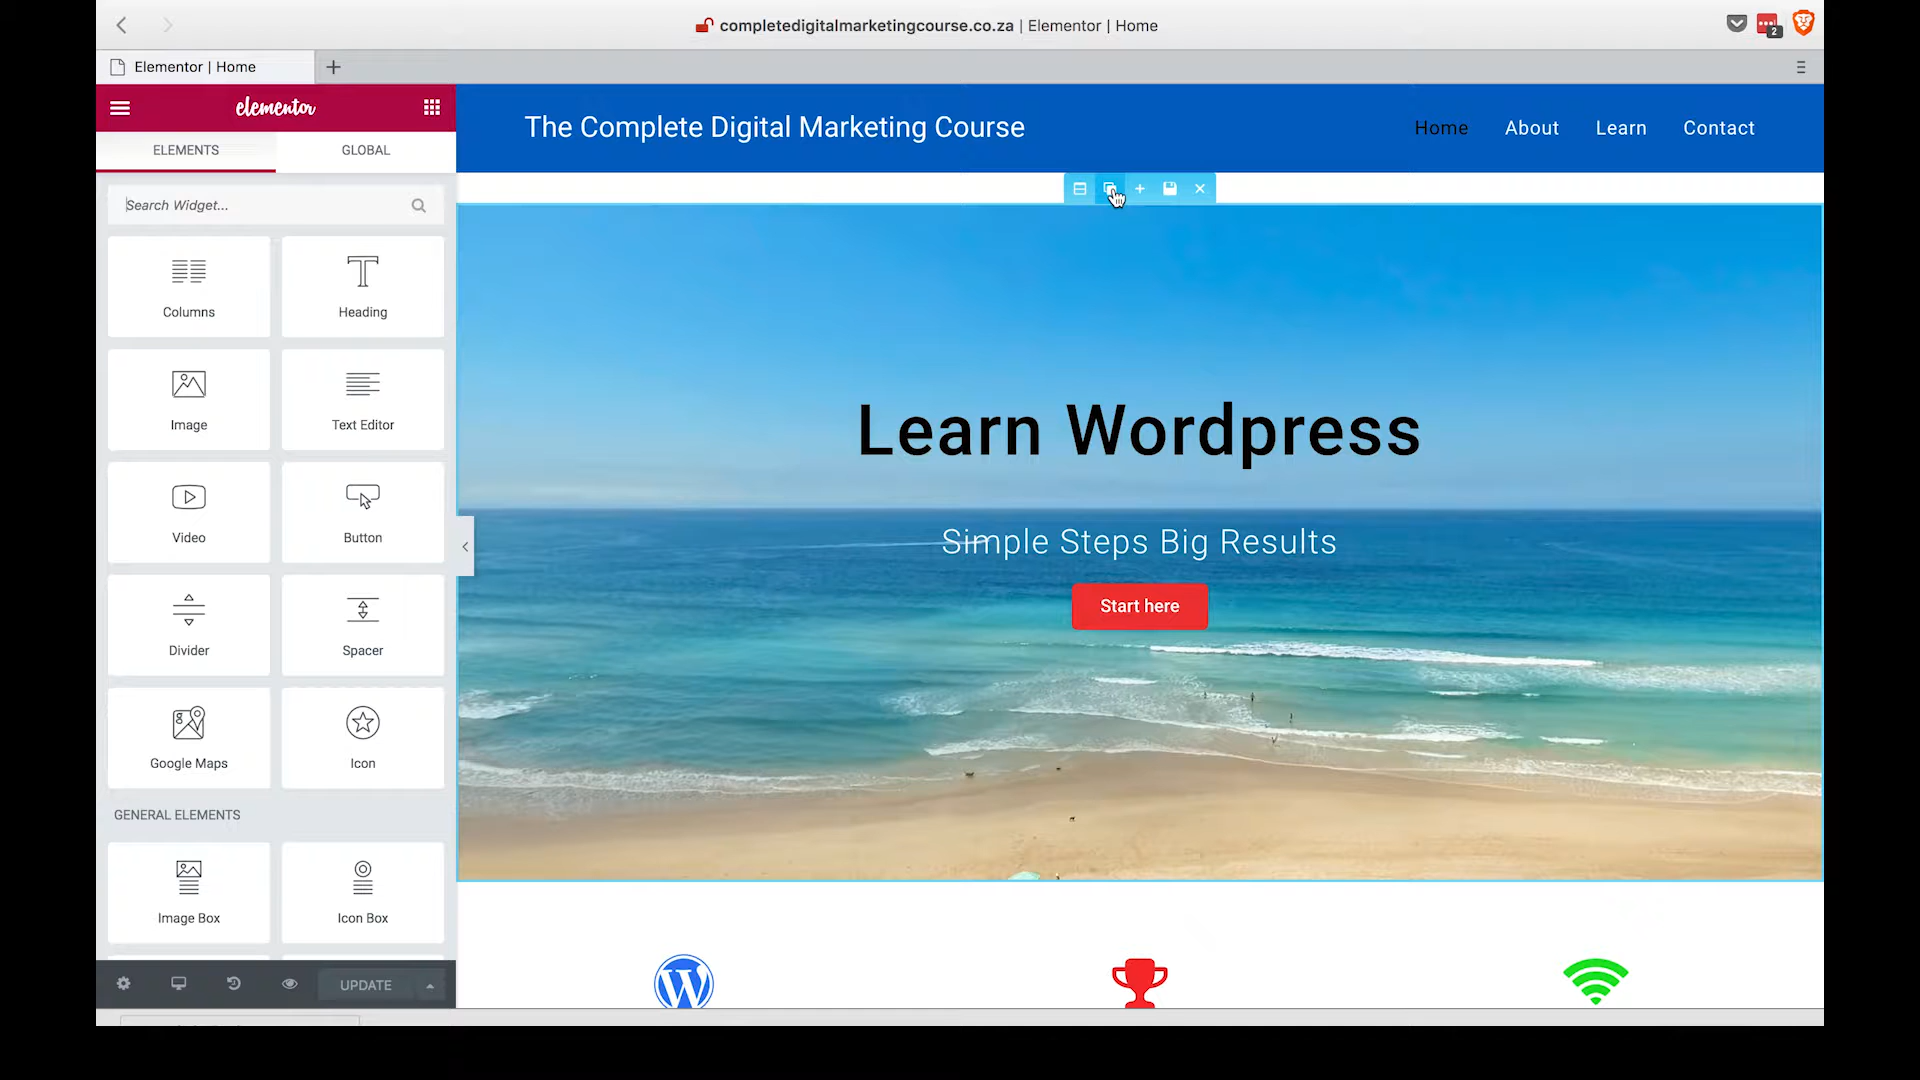 completedigitalmarketingcourse.co.za | Elementor | Home
2
Elementor | Home
elementor
The Complete Digital Marketing Course
Home About Learn Contact
ELEMENTS GLOBAL
Search Widget...
Columns Heading
Image Text Editor
Learn Wordpress
Video Button
Simple Steps Big Results
Start here
Divider Spacer
Google Maps Icon
GENERAL ELEMENTS
Image Box Icon Box
UPDATE